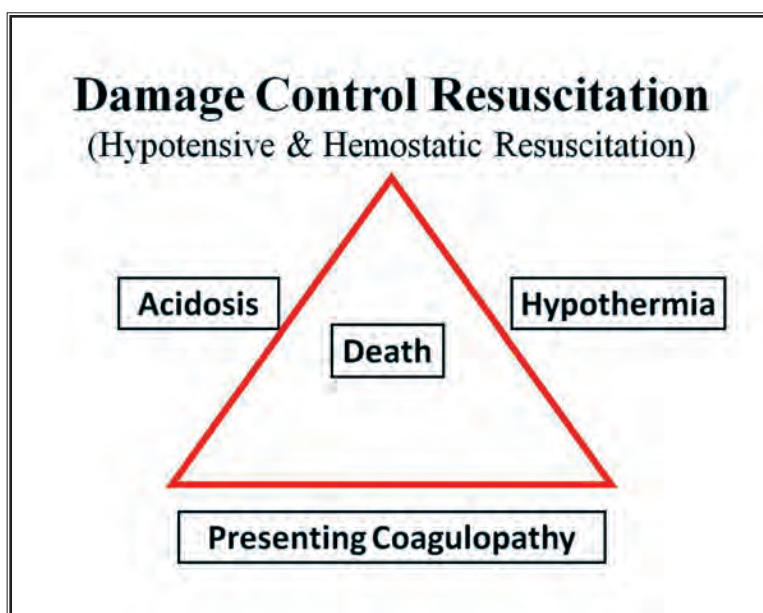 Damage Control Resuscitation
(Hypotensive & Hemostatic Resuscitation)
Acidosis
Hypothermia
Death
Presenting Coagulopathy